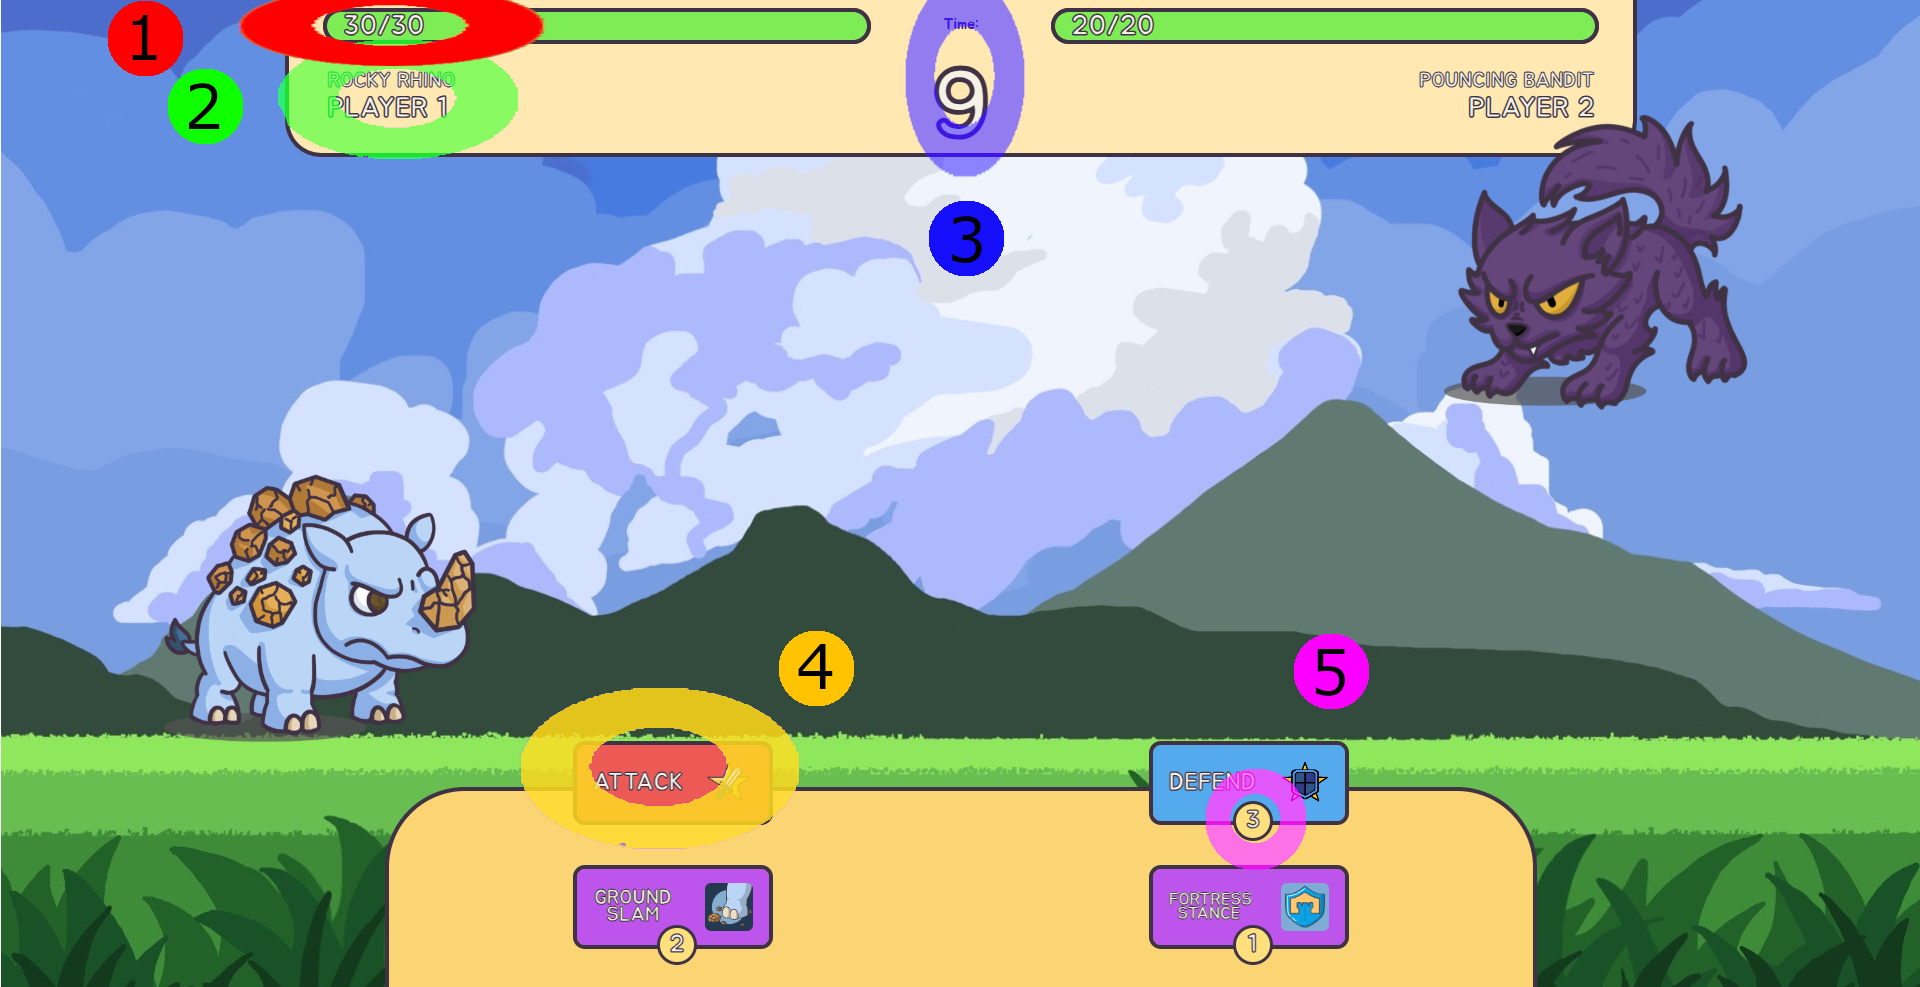 1
30/30
20/20
Time:
9
2
ROCKY RHINO
PLAYER 1
POUNCING BANDIT
PLAYER 2
3
4
5
ATTACK
DEFEND
3
GROUND
SLAM
2
FORTRESS
STANCE
1